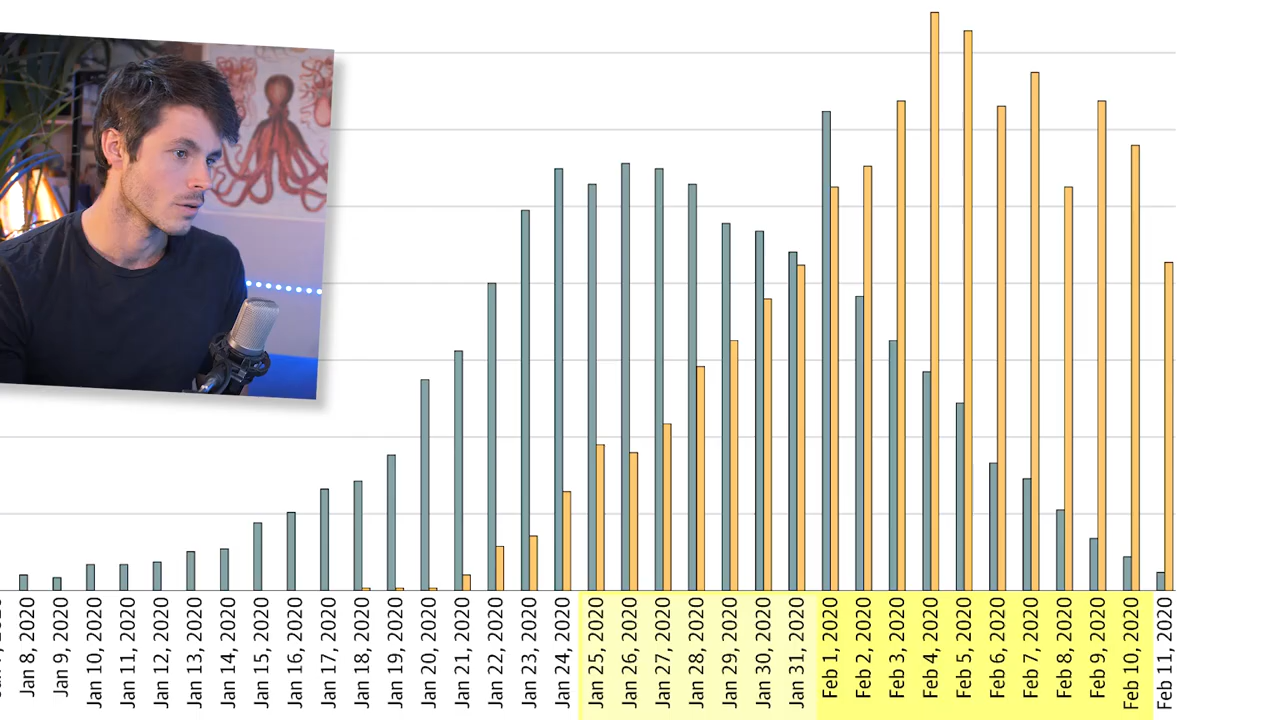 Jan 8, 2020
Jan 9, 2020
Jan 10, 2020
Jan 11, 2020
Jan 12, 2020
Jan 13, 2020
Jan 14, 2020
Jan 15, 2020
Jan 16, 2020
Jan 17, 2020
Jan 18, 2020
Jan 19, 2020
Jan 20, 2020
Jan 21, 2020
Jan 22, 2020
Jan 23, 2020
Jan 24, 2020
Jan 25, 2020
Jan 26, 2020
Jan 27, 2020
Jan 28, 2020
Jan 29, 2020
Jan 30, 2020
Jan 31, 2020
Feb 1, 2020
Feb 2, 2020
Feb 3, 2020
Feb 4, 2020
Feb 5, 2020
Feb 6, 2020
Feb 7, 2020
Feb 8, 2020
Feb 9, 2020
Feb 10, 2020
Feb 11, 2020